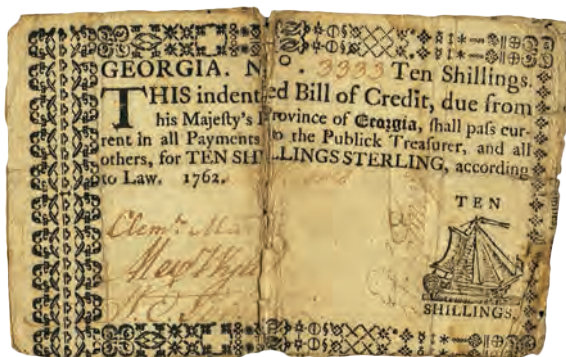 GEORGIA. No. 3333 Ten Shillings.
THIS indented Bill of Credit, due from
his Majeſty's Province of Georgia, ſhall paſs cur-
rent in all Payments to the Publick Treaſurer, and all
others, for TEN SHILLINGS STERLING, according
to Law. 1762.
TEN
Clem.
SHILLINGS.